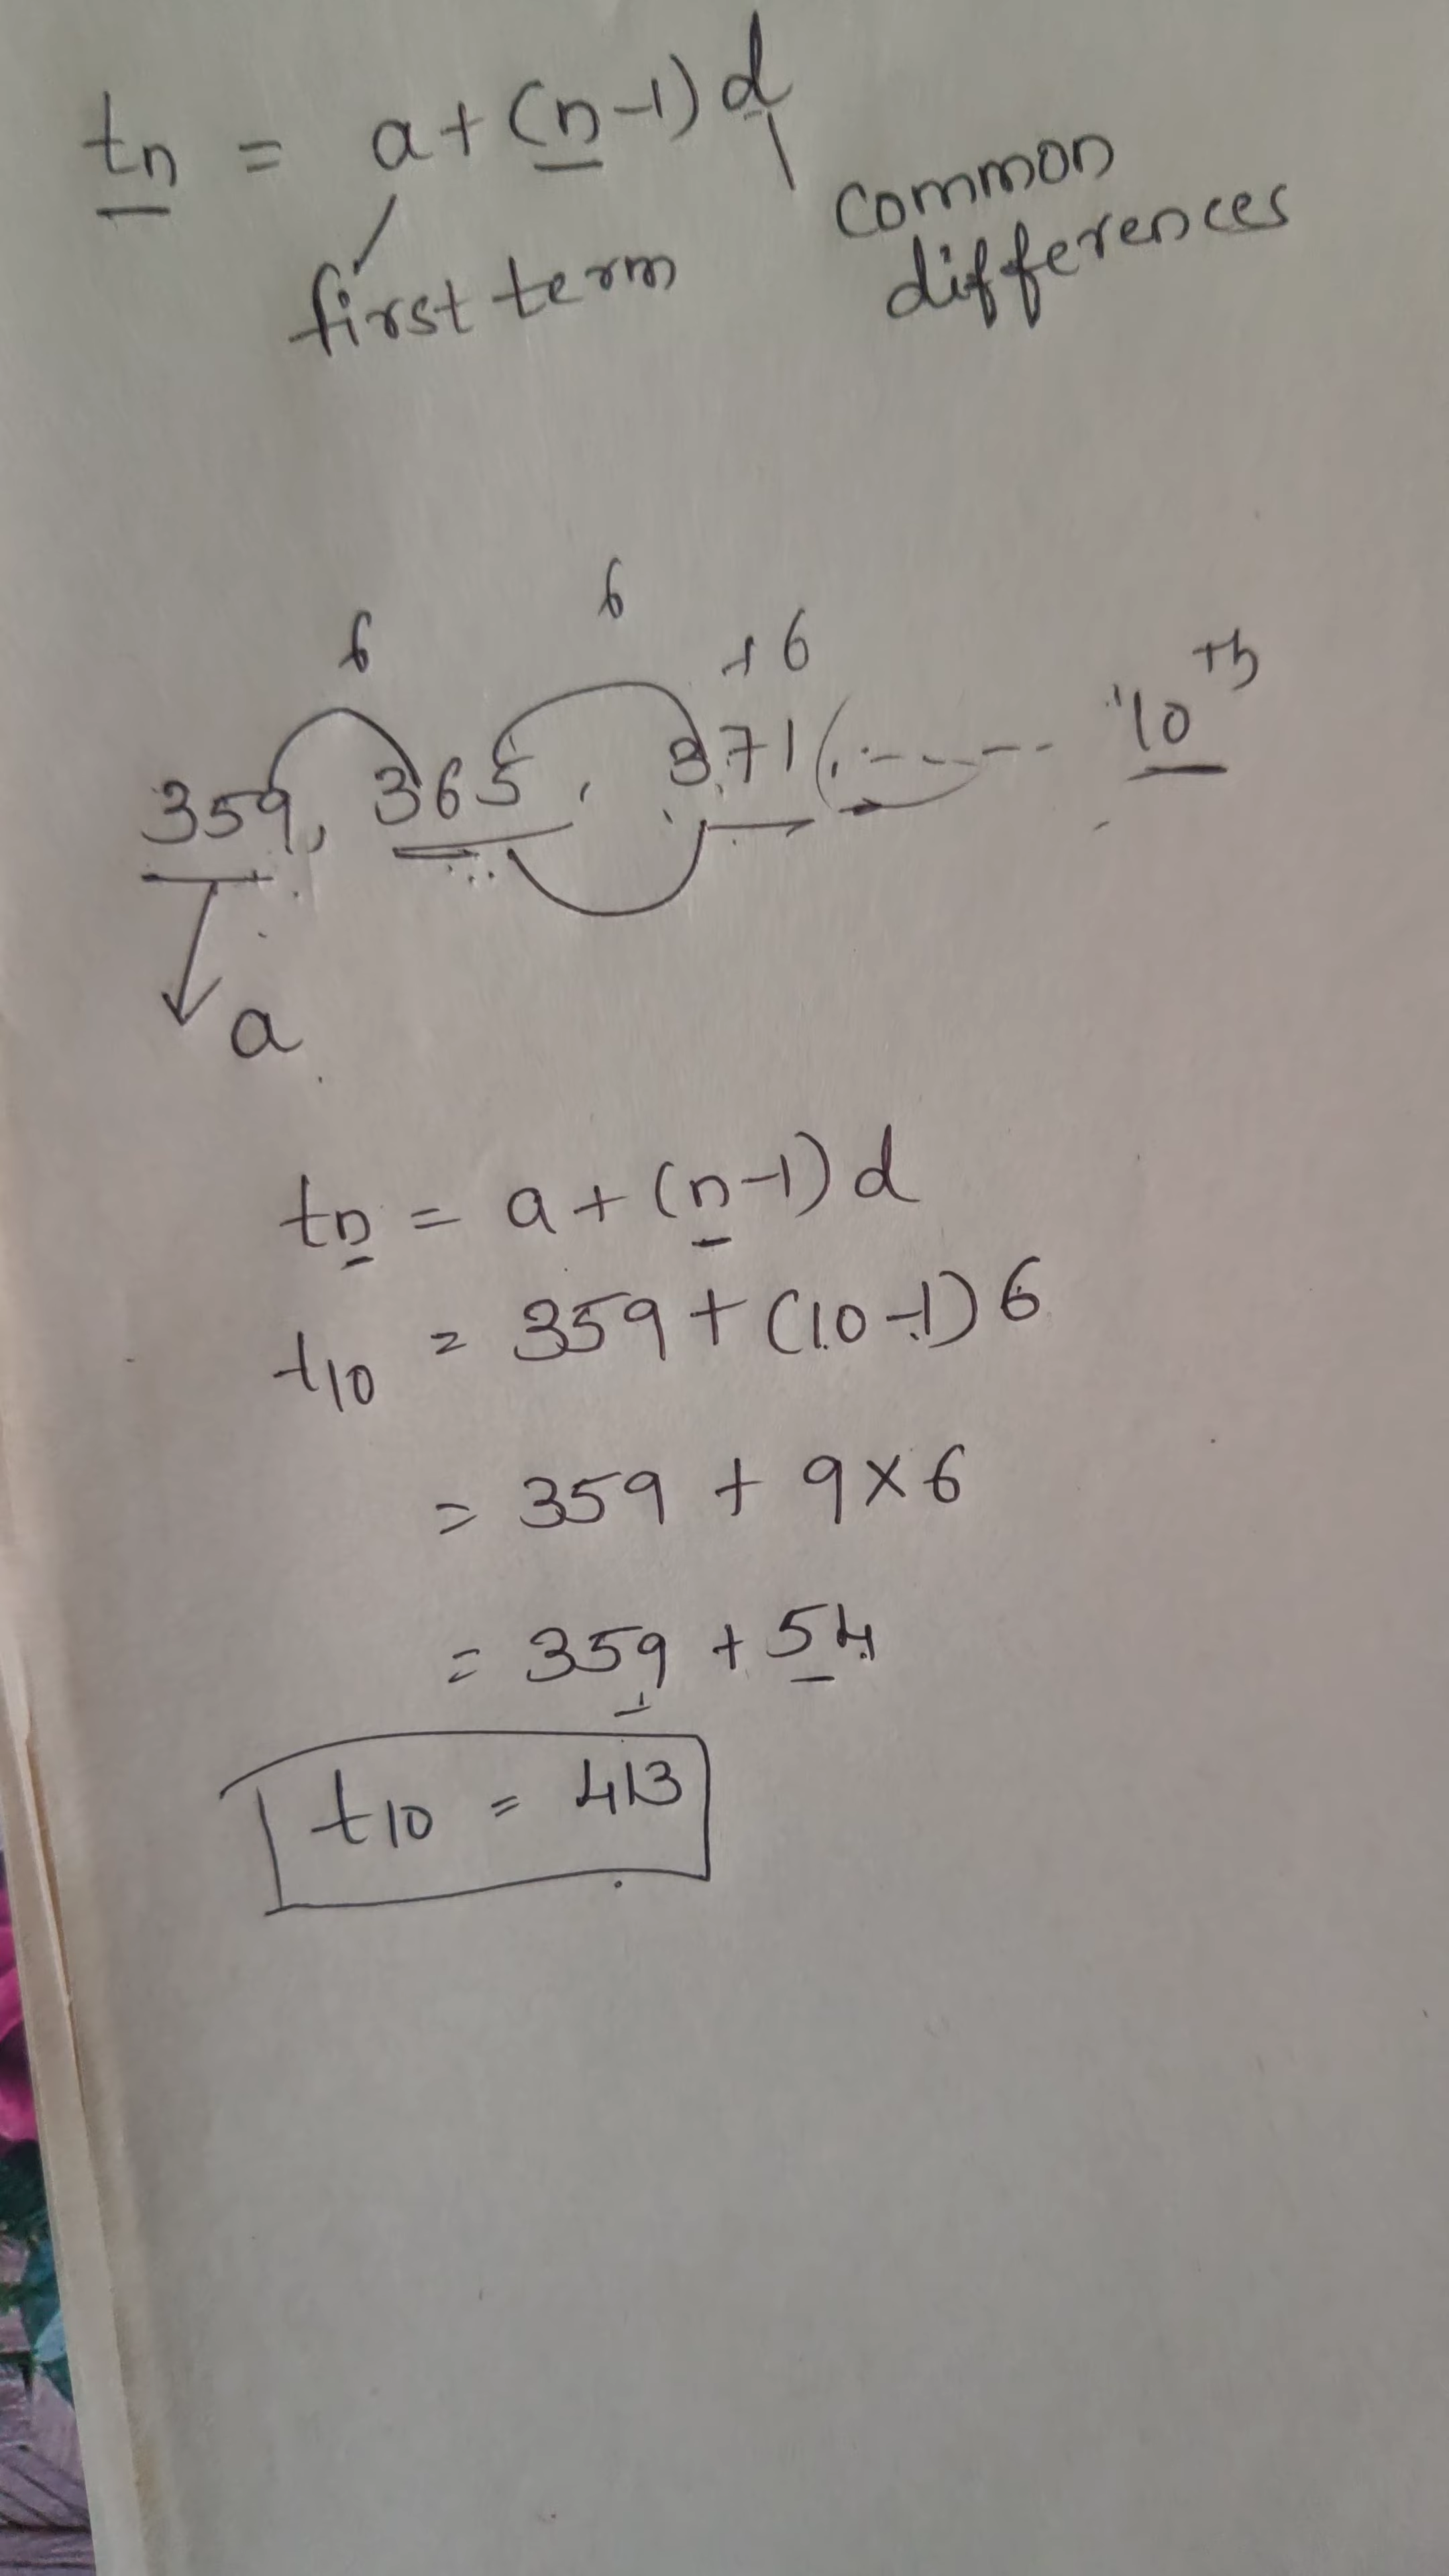 tn = a + (n-1) d
first term
common
differences
6 6 +6
359, 365, 371, ------ 10th
a
tn = a + (n-1) d
t10 = 359 + (10-1) 6
= 359 + 9 × 6
= 359 + 54
t10 = 413